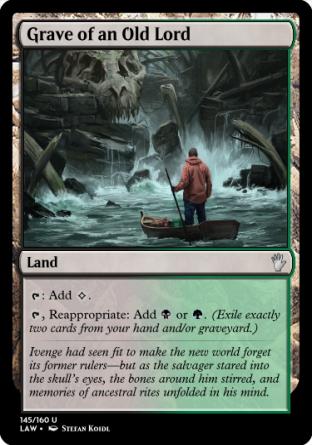 Grave of an Old Lord
Land
: Add .
, Reappropriate: Add or . (Exile exactly
two cards from your hand and/or graveyard.)
Ivenge had seen fit to make the new world forget
its former rulers—but as the salvager stared into
the skull's eyes, the bones around him stirred, and
memories of ancestral rites unfolded in his mind.
145/160 U
LAW • Stefan Koidl